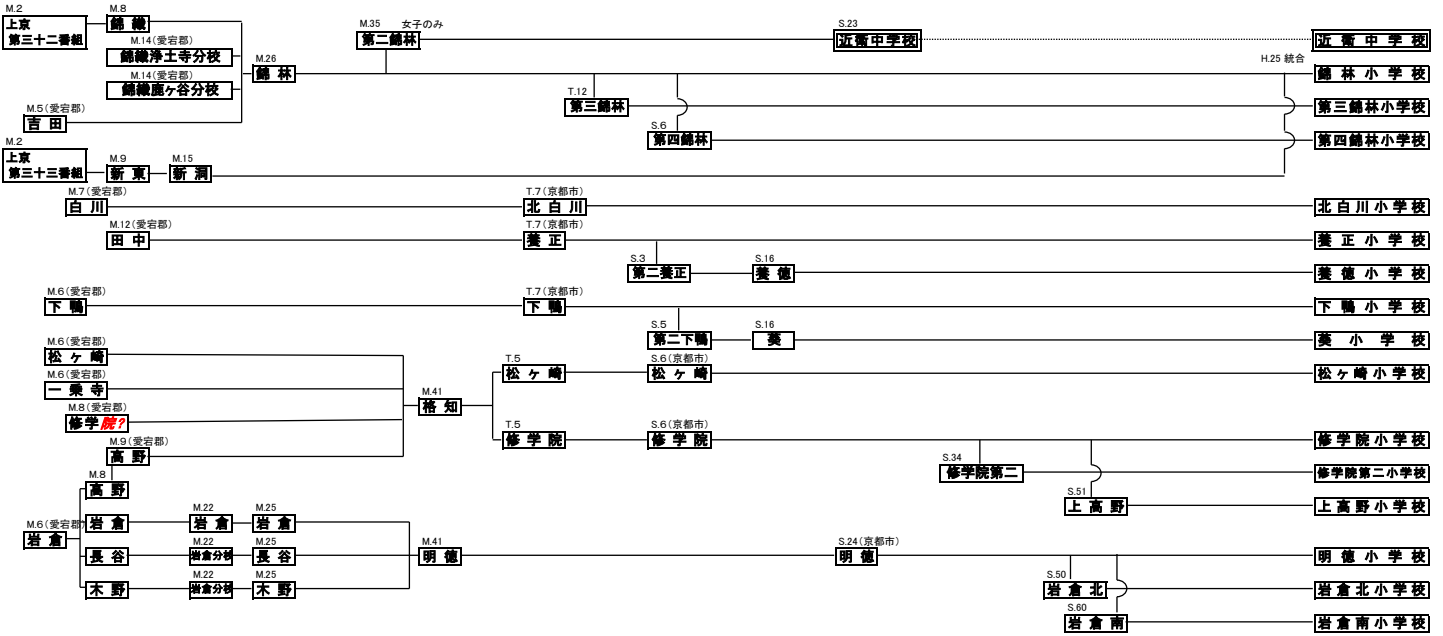 M.2
上京
第三十二番組
M.8
錦 織
M.14(愛宕郡)
錦織浄土寺分校
M.14(愛宕郡)
錦織鹿ヶ谷分校
M.5(愛宕郡)
吉 田
M.26
錦 林
M.35 女子のみ
第二錦林
S.23
近衛中学校
近 衛 中 学 校
H.25 統合
錦 林 小 学 校
T.12
第三錦林
第三錦林小学校
S.6
第四錦林
第四錦林小学校
M.2
上京
第三十三番組
M.9
新 東
M.15
新 洞
M.7(愛宕郡)
白 川
T.7(京都市)
北 白 川
北 白 川 小 学 校
M.12(愛宕郡)
田 中
T.7(京都市)
養 正
養 正 小 学 校
S.3
第二養正
S.16
養 徳
養 徳 小 学 校
M.6(愛宕郡)
下 鴨
T.7(京都市)
下 鴨
下 鴨 小 学 校
S.5
第二下鴨
S.16
葵
葵 小 学 校
M.6(愛宕郡)
松 ヶ 崎
M.6(愛宕郡)
一 乗 寺
M.8(愛宕郡)
修学院?
M.9(愛宕郡)
高 野
M.41
格 知
T.5
松 ヶ 崎
S.6(京都市)
松 ヶ 崎
松 ヶ 崎 小 学 校
T.5
修 学 院
S.6(京都市)
修 学 院
修 学 院 小 学 校
S.34
修学院第二
修学院第二小学校
S.51
上 高 野
上 高 野 小 学 校
M.6(愛宕郡)
岩 倉
M.8
高 野
岩 倉
長 谷
木 野
M.22
岩 倉
M.25
岩 倉
M.22
岩倉分校
M.25
長 谷
M.22
岩倉分校
M.25
木 野
M.41
明 徳
S.24(京都市)
明 徳
明 徳 小 学 校
S.50
岩 倉 北
岩 倉 北 小 学 校
S.60
岩 倉 南
岩 倉 南 小 学 校